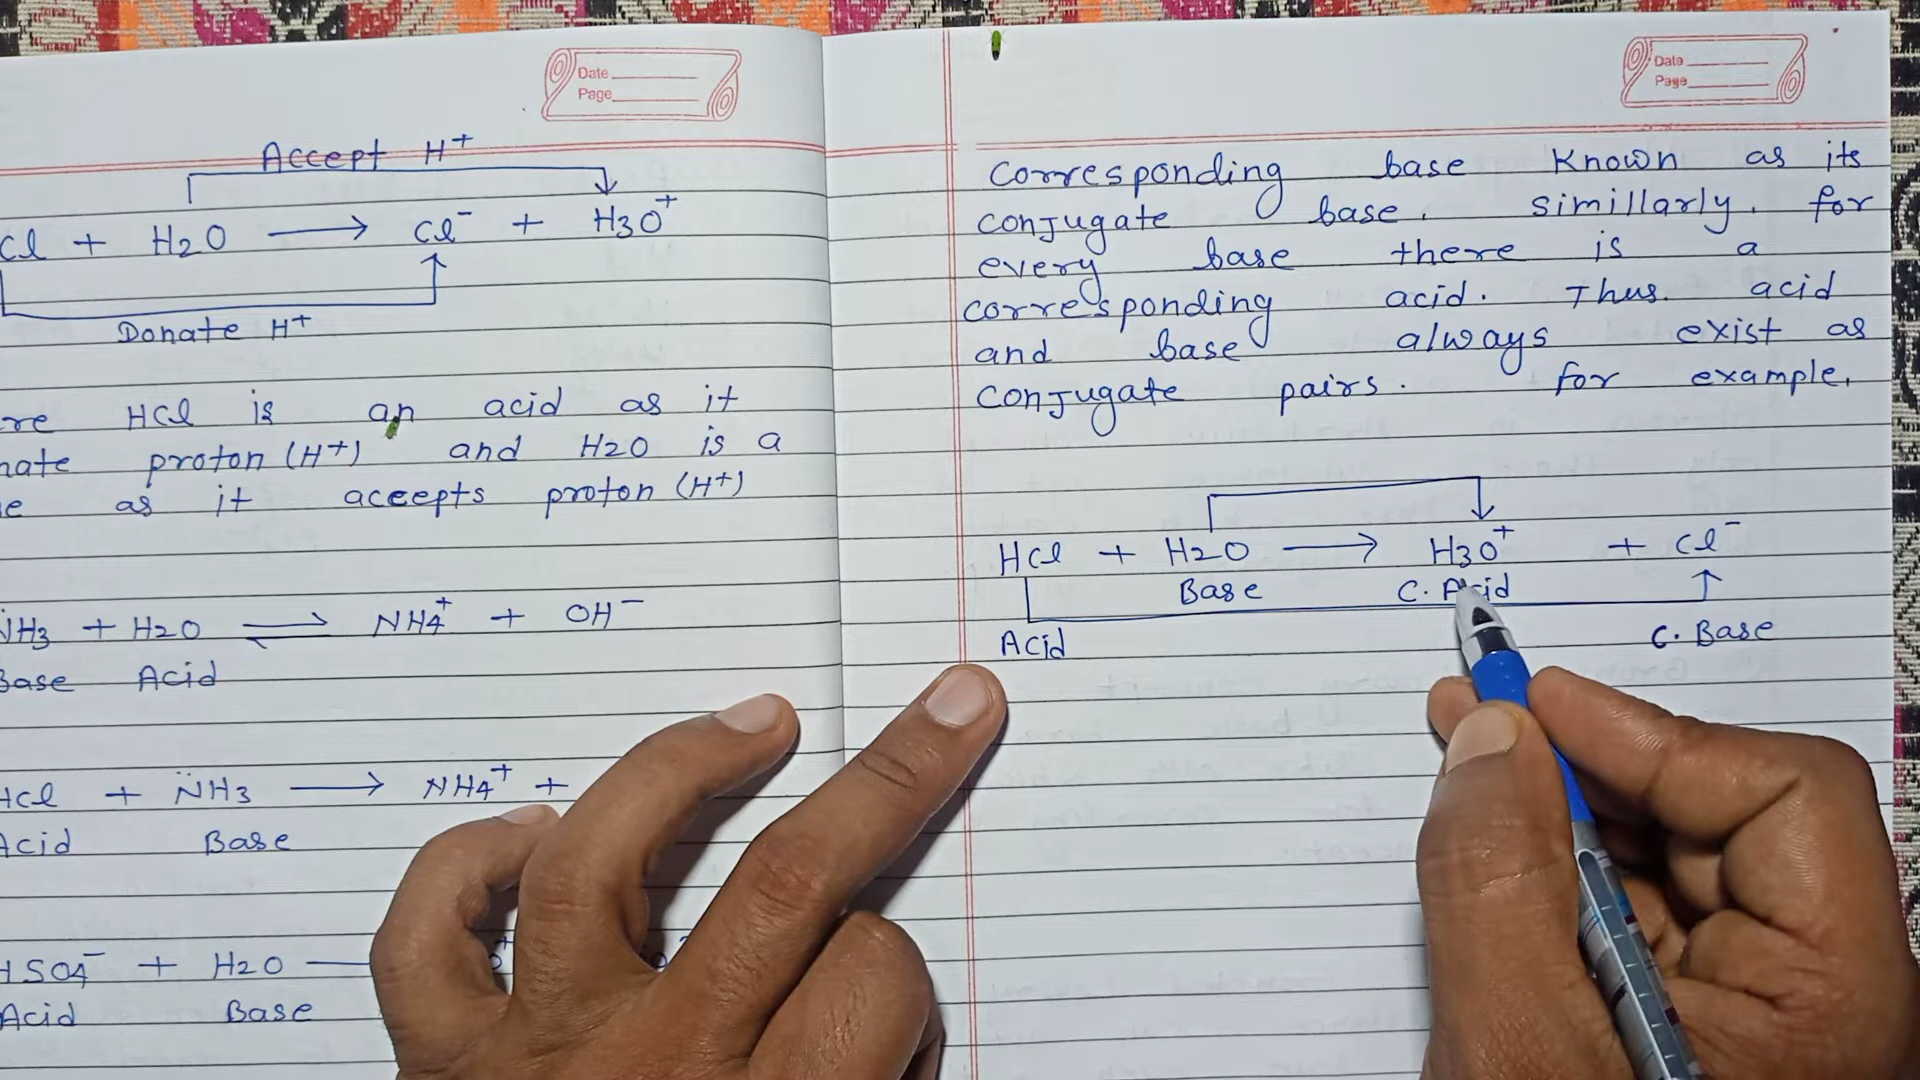 Date
Page
Accept H+
Cl + H2O ⟶ Cl− + H3O+
Donate H+
re HCl is an acid as it
nate proton (H+) and H2O is a
e as it aceepts proton (H+)
NH3 + H2O ⇌ NH4+ + OH−
Base Acid
HCl + N̈H3 ⟶ NH4+ +
Acid Base
HSO4− + H2O
Acid Base
Date
Page
corresponding base known as its
conjugate base. simillarly. for
every base there is a
corresponding acid. Thus. acid
and base always exist as
conjugate pairs. for example.
HCl + H2O ⟶ H3O+ + Cl−
Base C. Acid
Acid C. Base